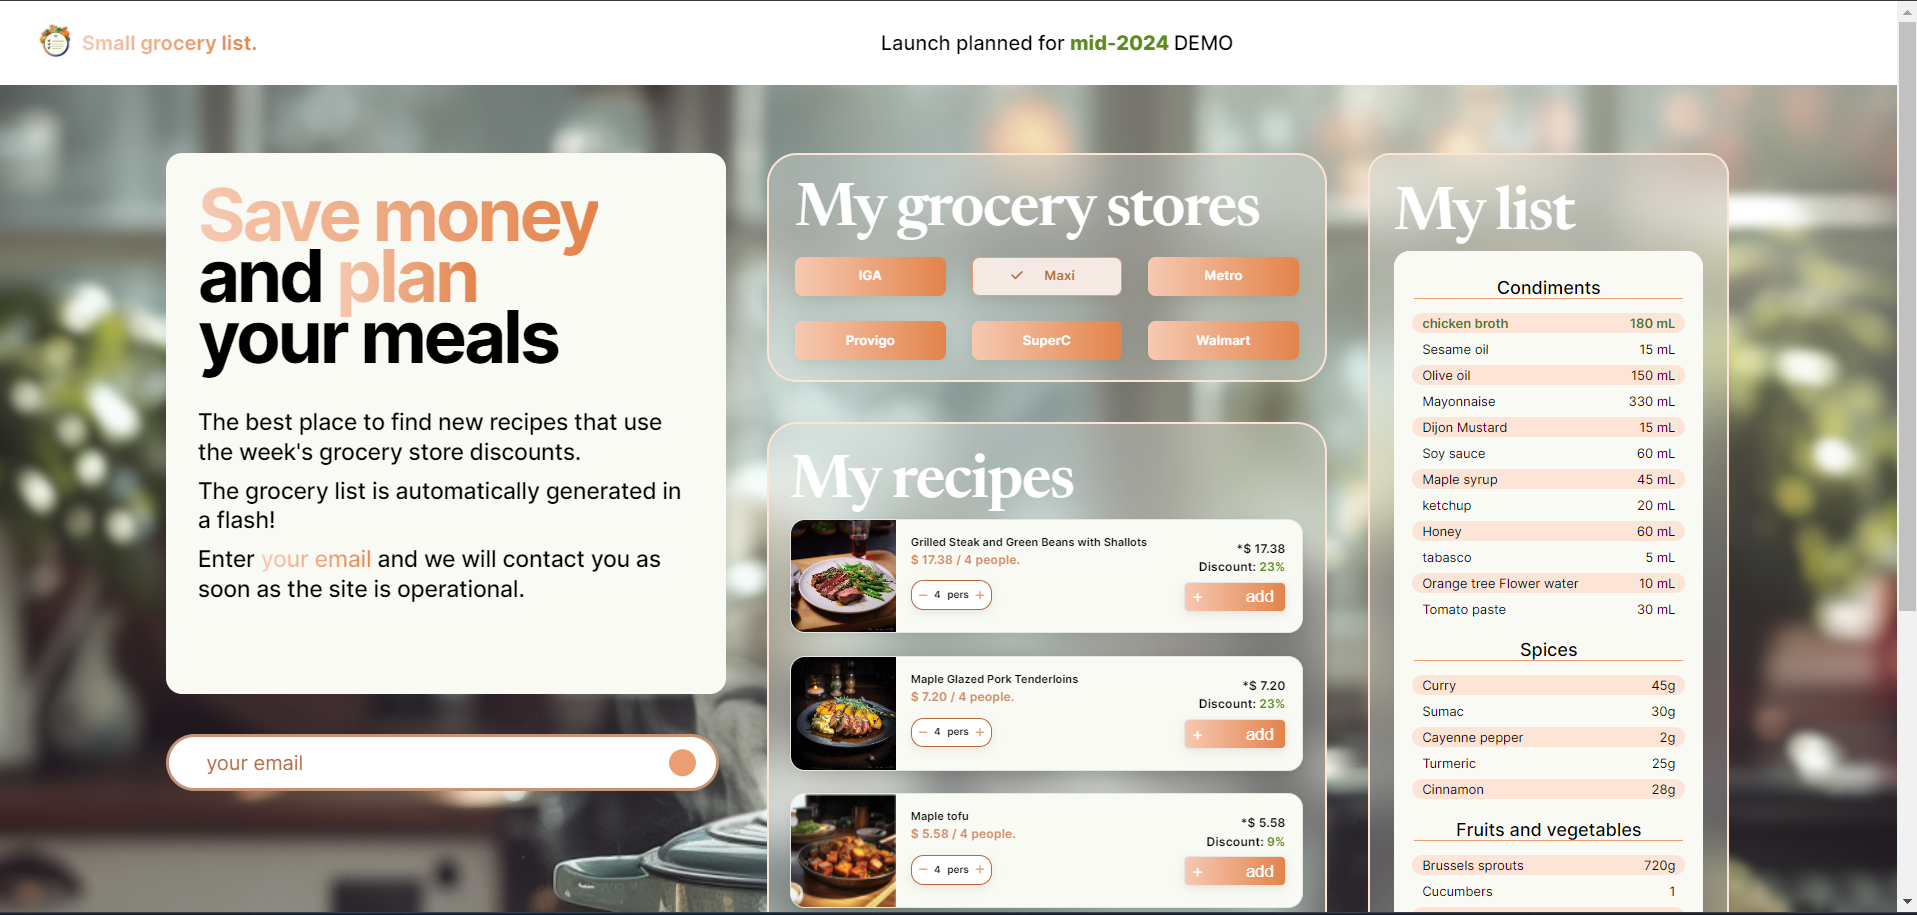 Small grocery list.
Launch planned for mid-2024 DEMO
Save money
and plan
your meals
The best place to find new recipes that use
the week's grocery store discounts.
The grocery list is automatically generated in
a flash!
Enter your email and we will contact you as
soon as the site is operational.
your email
My grocery stores
IGA
Maxi
Metro
Provigo
SuperC
Walmart
My recipes
Grilled Steak and Green Beans with Shallots
$ 17.38 / 4 people.
− 4 pers +
*$ 17.38
Discount: 23%
+ add
Maple Glazed Pork Tenderloins
$ 7.20 / 4 people.
− 4 pers +
*$ 7.20
Discount: 23%
+ add
Maple tofu
$ 5.58 / 4 people.
− 4 pers +
*$ 5.58
Discount: 9%
+ add
My list
Condiments
chicken broth 180 mL
Sesame oil 15 mL
Olive oil 150 mL
Mayonnaise 330 mL
Dijon Mustard 15 mL
Soy sauce 60 mL
Maple syrup 45 mL
ketchup 20 mL
Honey 60 mL
tabasco 5 mL
Orange tree Flower water 10 mL
Tomato paste 30 mL
Spices
Curry 45g
Sumac 30g
Cayenne pepper 2g
Turmeric 25g
Cinnamon 28g
Fruits and vegetables
Brussels sprouts 720g
Cucumbers 1